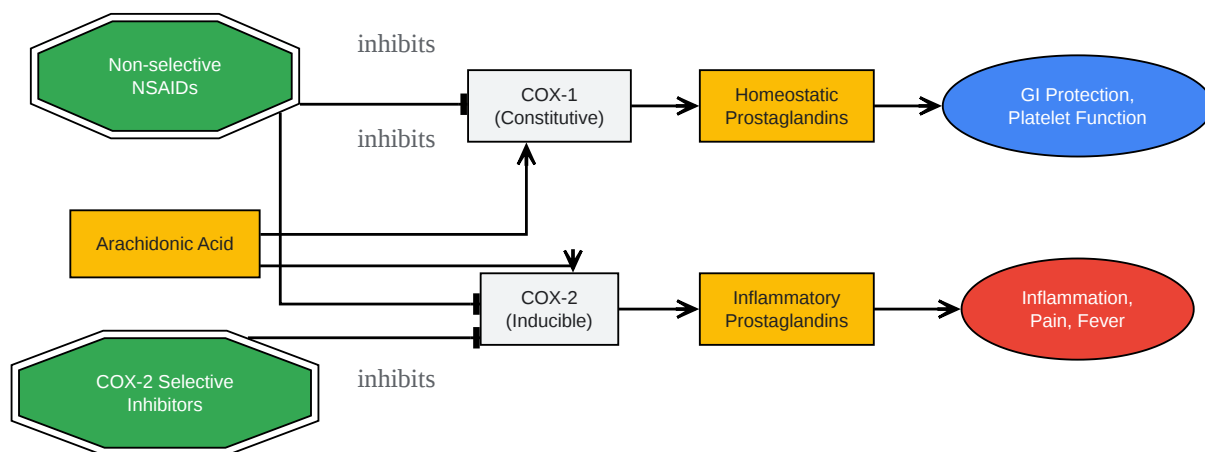 Non-selective
NSAIDs
inhibits
COX-1
(Constitutive)
Homeostatic
Prostaglandins
GI Protection,
Platelet Function
inhibits
Arachidonic Acid
COX-2
(Inducible)
Inflammatory
Prostaglandins
Inflammation,
Pain, Fever
COX-2 Selective
Inhibitors
inhibits